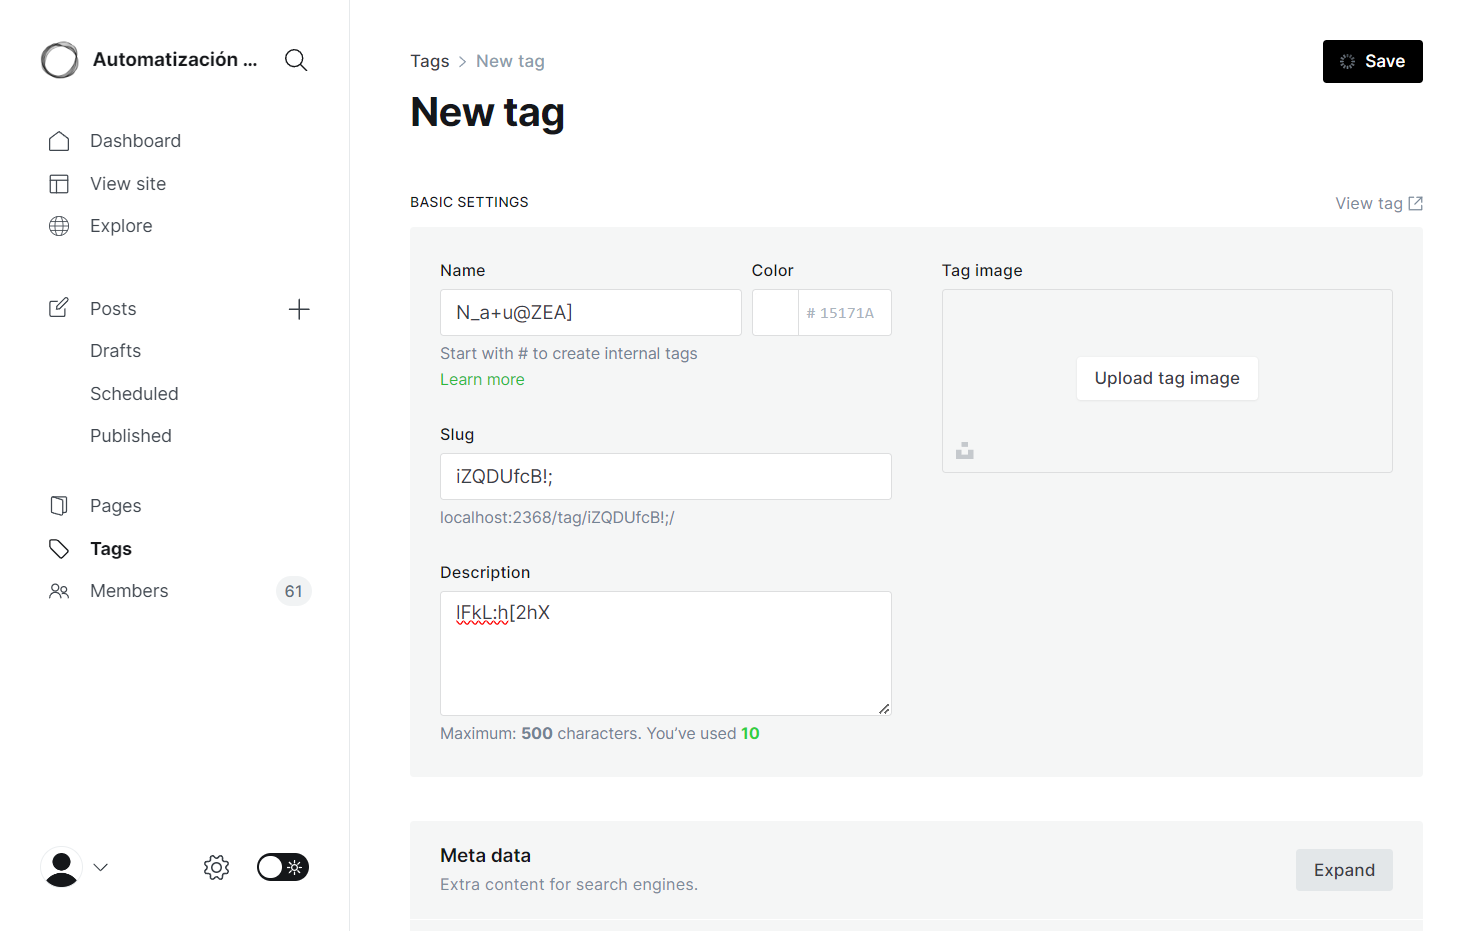 Automatización ...
Dashboard
View site
Explore
Posts
Drafts
Scheduled
Published
Pages
Tags
Members 61
Tags > New tag
Save
New tag
BASIC SETTINGS
View tag
Name
N_a+u@ZEA]
Start with # to create internal tags
Learn more
Color
# 15171A
Slug
iZQDUfcB!;
localhost:2368/tag/iZQDUfcB!;/
Description
lFkL:h[2hX
Maximum: 500 characters. You’ve used 10
Tag image
Upload tag image
Meta data
Extra content for search engines.
Expand